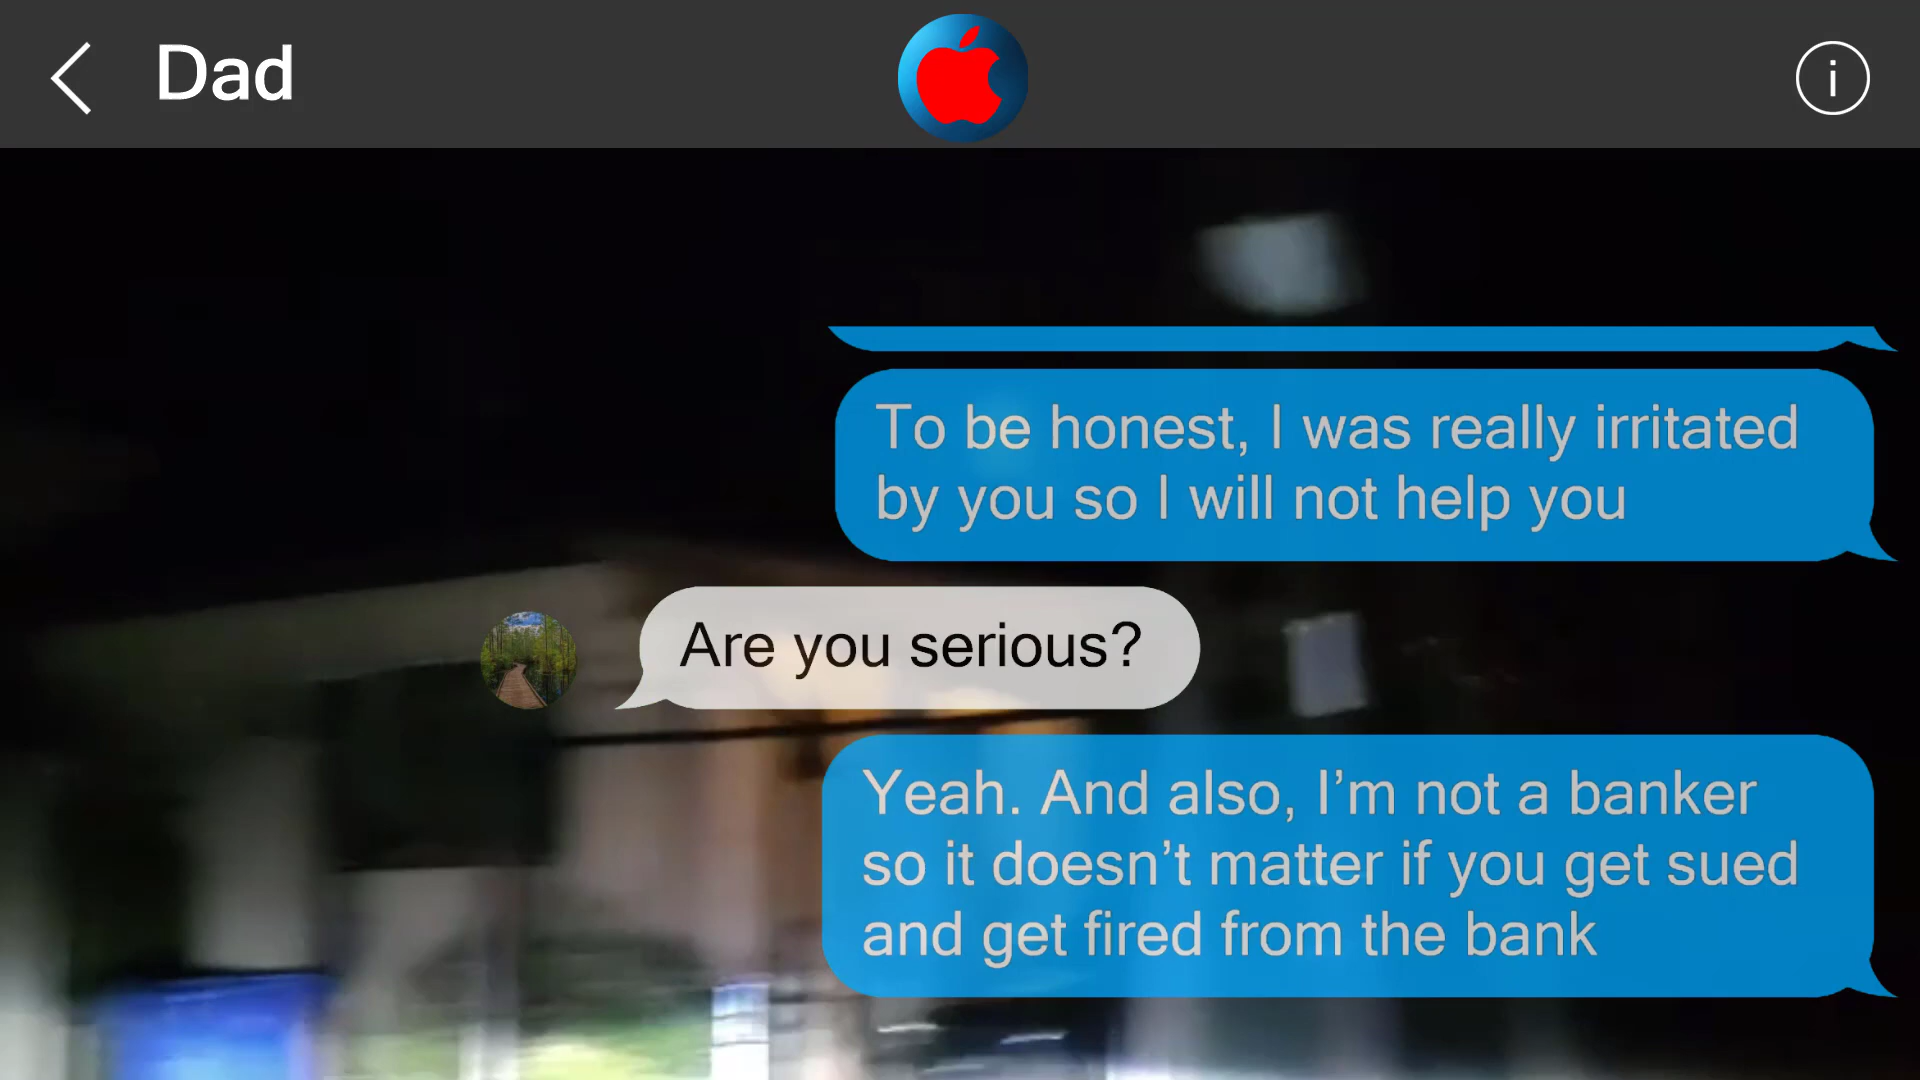 Dad
i
To be honest, I was really irritated
by you so I will not help you
Are you serious?
Yeah. And also, I’m not a banker
so it doesn’t matter if you get sued
and get fired from the bank